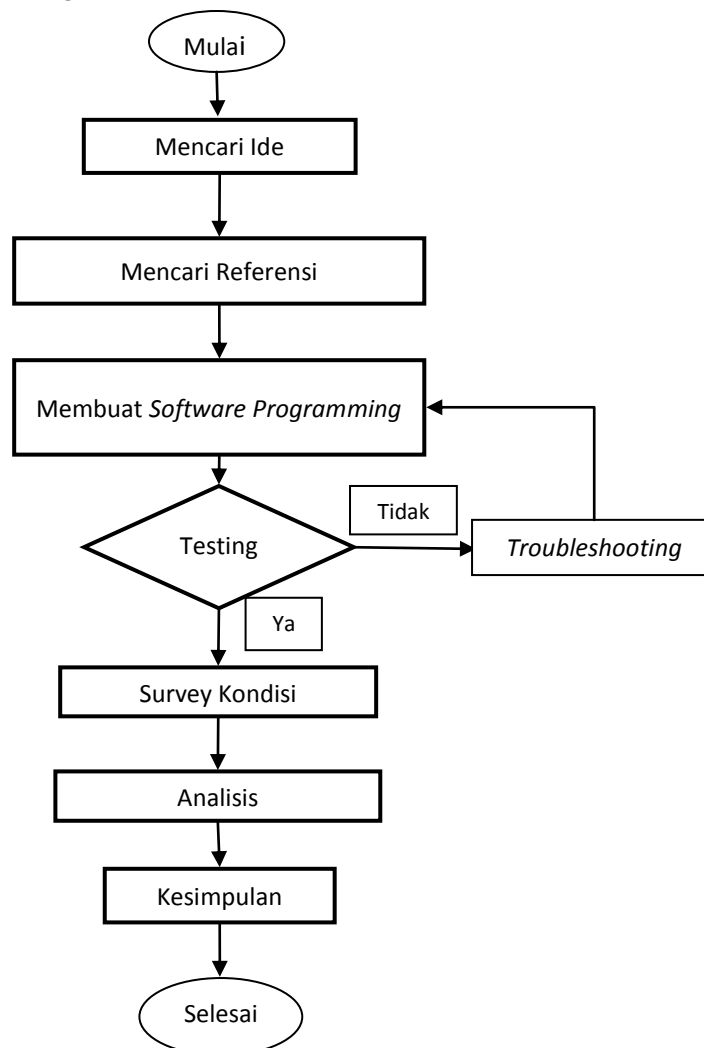 Mulai
Mencari Ide
Mencari Referensi
Membuat Software Programming
Testing
Tidak
Troubleshooting
Ya
Survey Kondisi
Analisis
Kesimpulan
Selesai